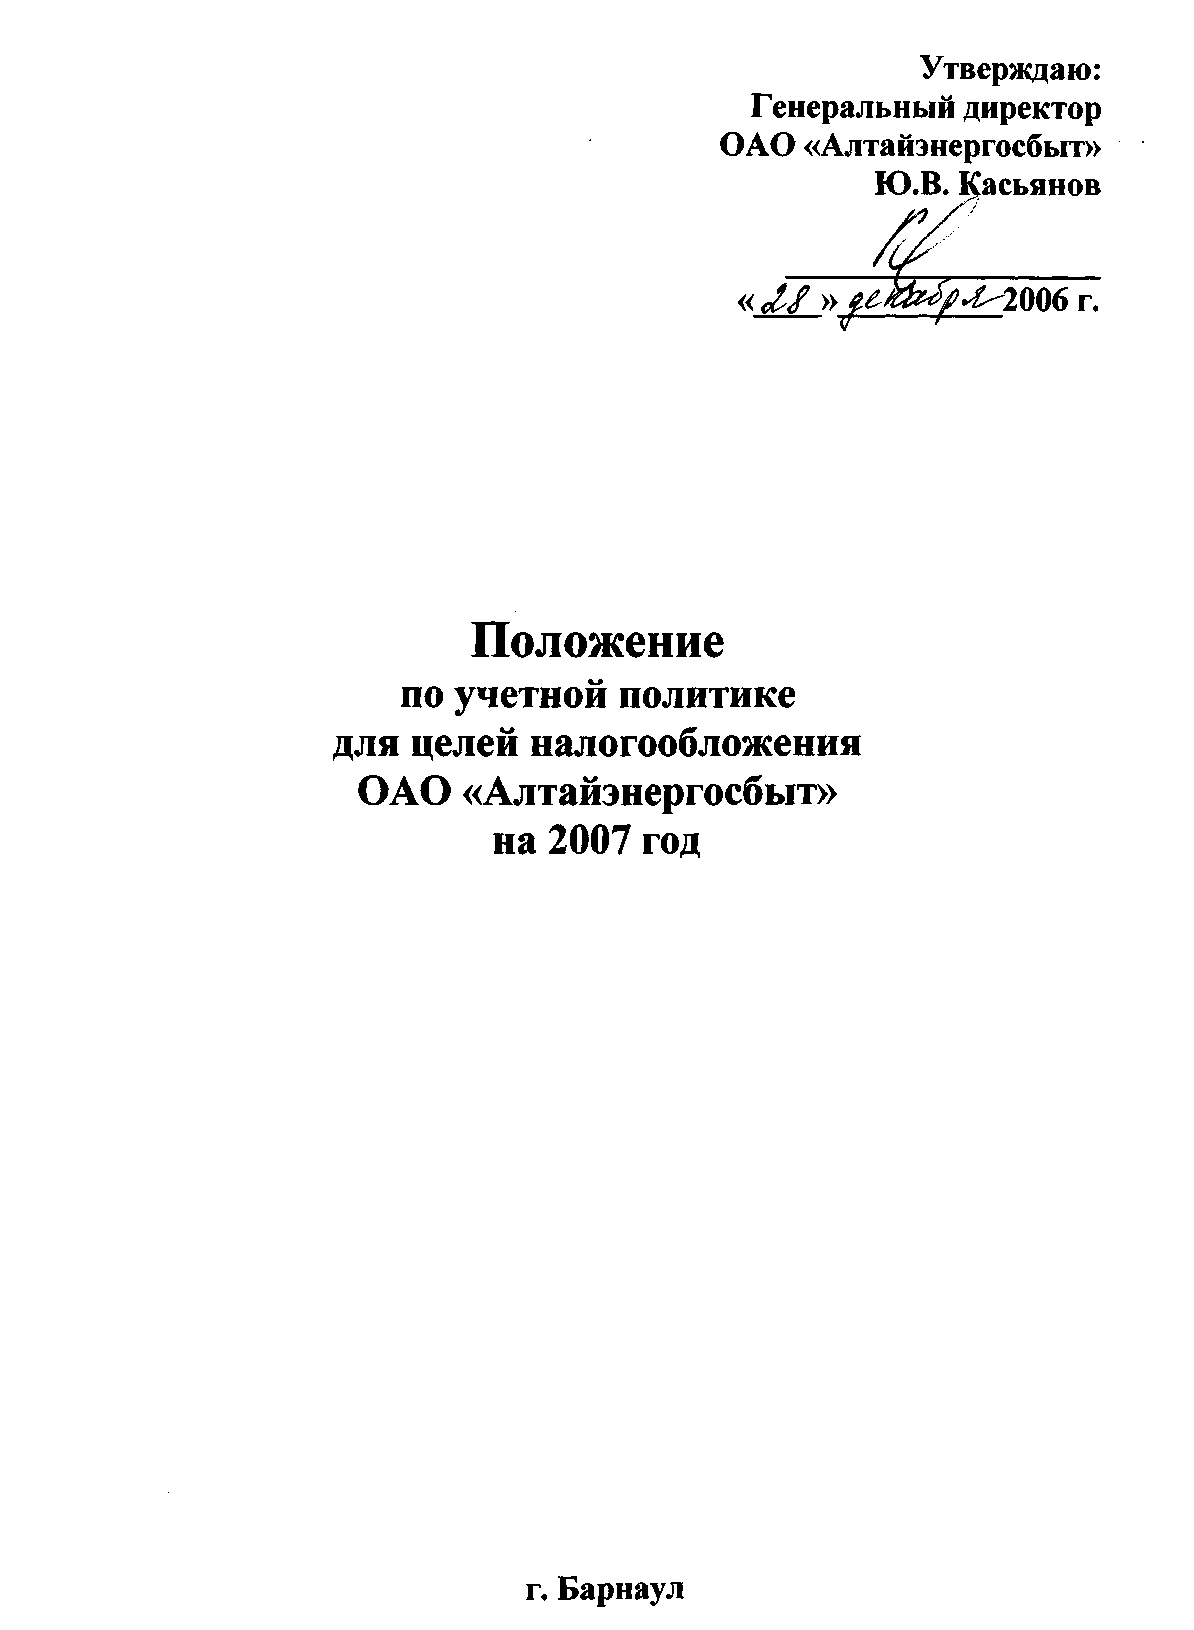 Утверждаю:
Генеральный директор
ОАО «Алтайэнергосбыт»
Ю.В. Касьянов
«28» декабря 2006 г.
Положение
по учетной политике
для целей налогообложения
ОАО «Алтайэнергосбыт»
на 2007 год
г. Барнаул